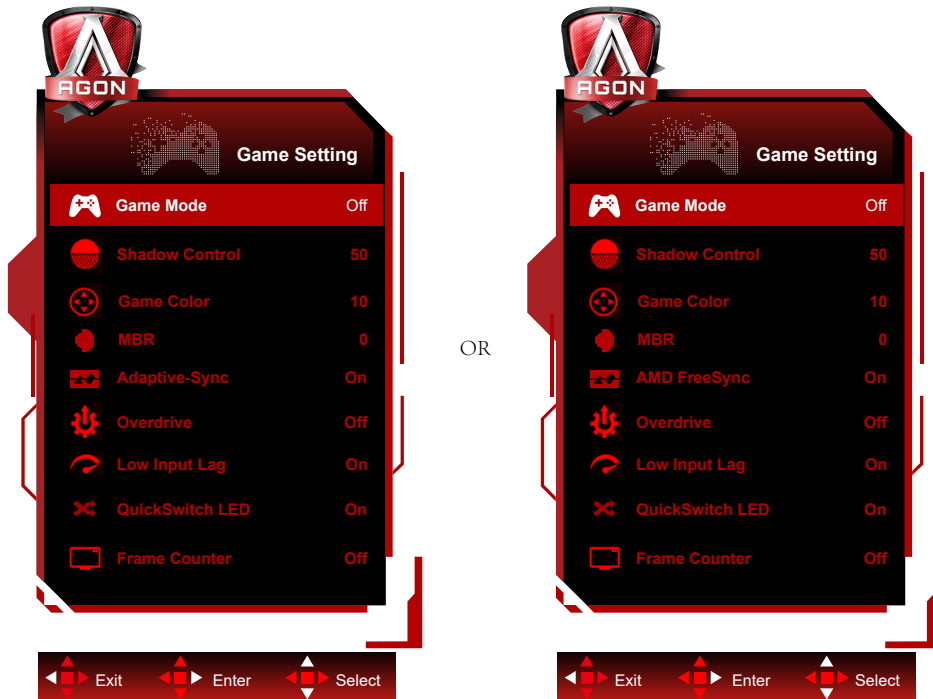 AGON
Game Setting
Game Mode Off
Shadow Control 50
Game Color 10
MBR 0
Adaptive-Sync On
Overdrive Off
Low Input Lag On
QuickSwitch LED On
Frame Counter Off
Exit Enter Select
OR
AGON
Game Setting
Game Mode Off
Shadow Control 50
Game Color 10
MBR 0
AMD FreeSync On
Overdrive Off
Low Input Lag On
QuickSwitch LED On
Frame Counter Off
Exit Enter Select